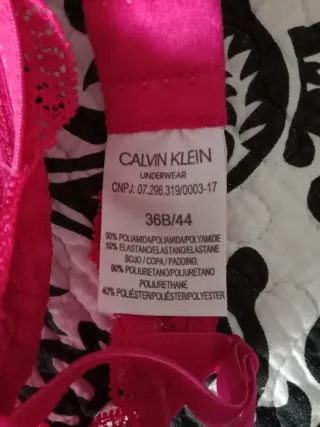 CALVIN KLEIN
UNDERWEAR
CNPJ: 07.296.319/0003-17
36B/44
90% POLIAMIDA/POLIAMIDA/POLYAMIDE
10% ELASTANO/ELASTANO/ELASTANE
BOJO / COPA / PADDING:
60% POLIURETANO/POLIURETANO
POLIURETHANE
40% POLIÉSTER/POLIÉSTER/POLYESTER